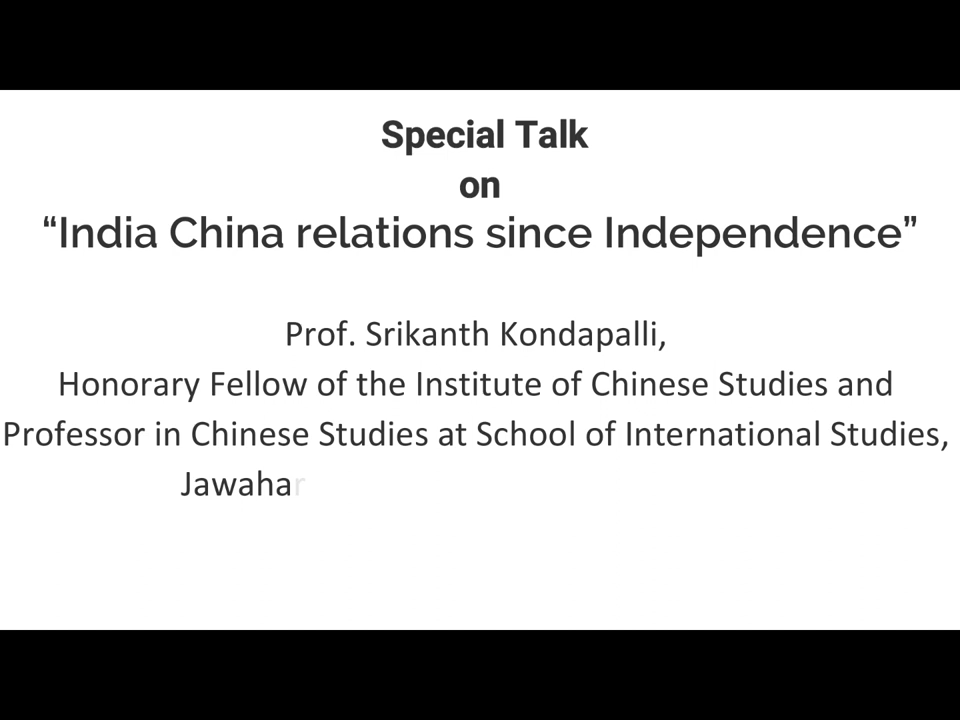 Special Talk
on
“India China relations since Independence”
Prof. Srikanth Kondapalli,
Honorary Fellow of the Institute of Chinese Studies and
Professor in Chinese Studies at School of International Studies,
Jawahar